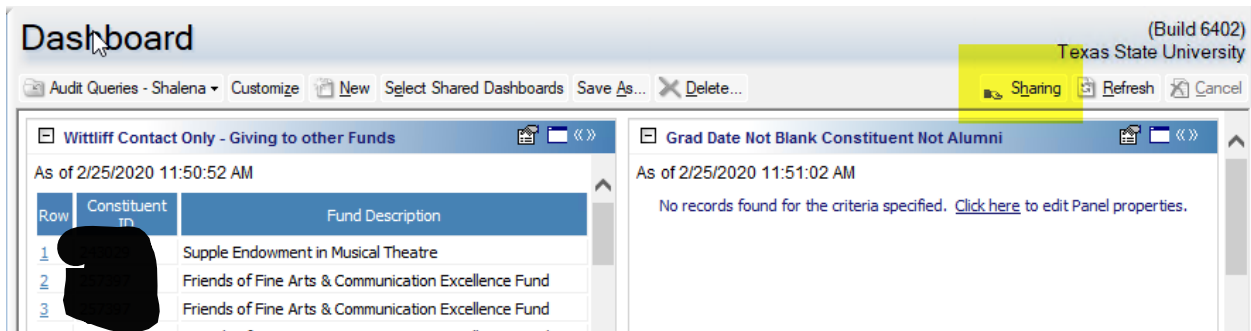 Dashboard
(Build 6402)
Texas State University
Audit Queries - Shalena Customize New Select Shared Dashboards Save As... Delete... Sharing Refresh Cancel
Wittliff Contact Only - Giving to other Funds
As of 2/25/2020 11:50:52 AM
Row Constituent ID Fund Description
1 Supple Endowment in Musical Theatre
2 Friends of Fine Arts & Communication Excellence Fund
3 Friends of Fine Arts & Communication Excellence Fund
Grad Date Not Blank Constituent Not Alumni
As of 2/25/2020 11:51:02 AM
No records found for the criteria specified. Click here to edit Panel properties.